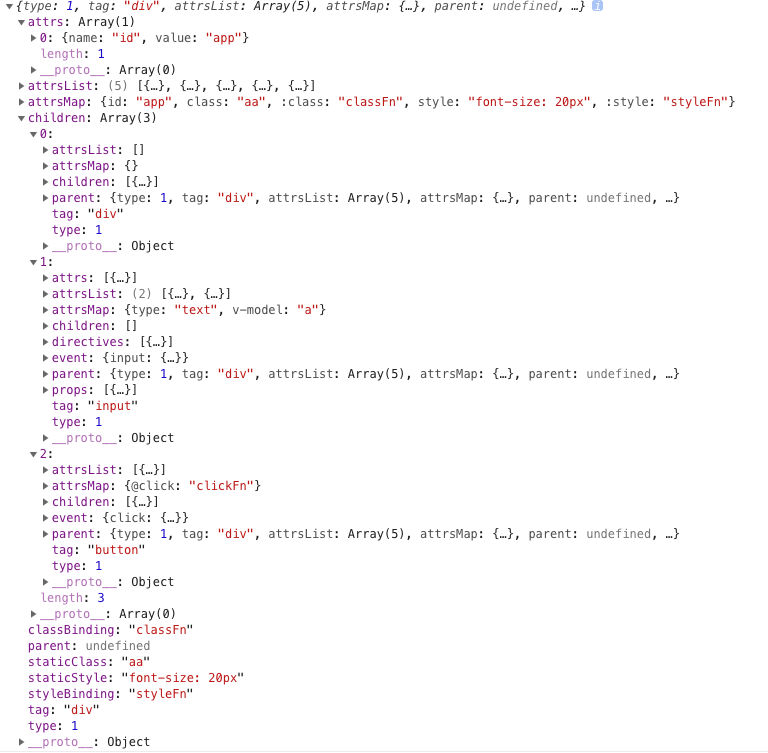 {type: 1, tag: "div", attrsList: Array(5), attrsMap: {…}, parent: undefined, …} i
attrs: Array(1)
0: {name: "id", value: "app"}
length: 1
__proto__: Array(0)
attrsList: (5) [{…}, {…}, {…}, {…}, {…}]
attrsMap: {id: "app", class: "aa", :class: "classFn", style: "font-size: 20px", :style: "styleFn"}
children: Array(3)
0:
attrsList: []
attrsMap: {}
children: [{…}]
parent: {type: 1, tag: "div", attrsList: Array(5), attrsMap: {…}, parent: undefined, …}
tag: "div"
type: 1
__proto__: Object
1:
attrs: [{…}]
attrsList: (2) [{…}, {…}]
attrsMap: {type: "text", v-model: "a"}
children: []
directives: [{…}]
event: {input: {…}}
parent: {type: 1, tag: "div", attrsList: Array(5), attrsMap: {…}, parent: undefined, …}
props: [{…}]
tag: "input"
type: 1
__proto__: Object
2:
attrsList: [{…}]
attrsMap: {@click: "clickFn"}
children: [{…}]
event: {click: {…}}
parent: {type: 1, tag: "div", attrsList: Array(5), attrsMap: {…}, parent: undefined, …}
tag: "button"
type: 1
__proto__: Object
length: 3
__proto__: Array(0)
classBinding: "classFn"
parent: undefined
staticClass: "aa"
staticStyle: "font-size: 20px"
styleBinding: "styleFn"
tag: "div"
type: 1
__proto__: Object